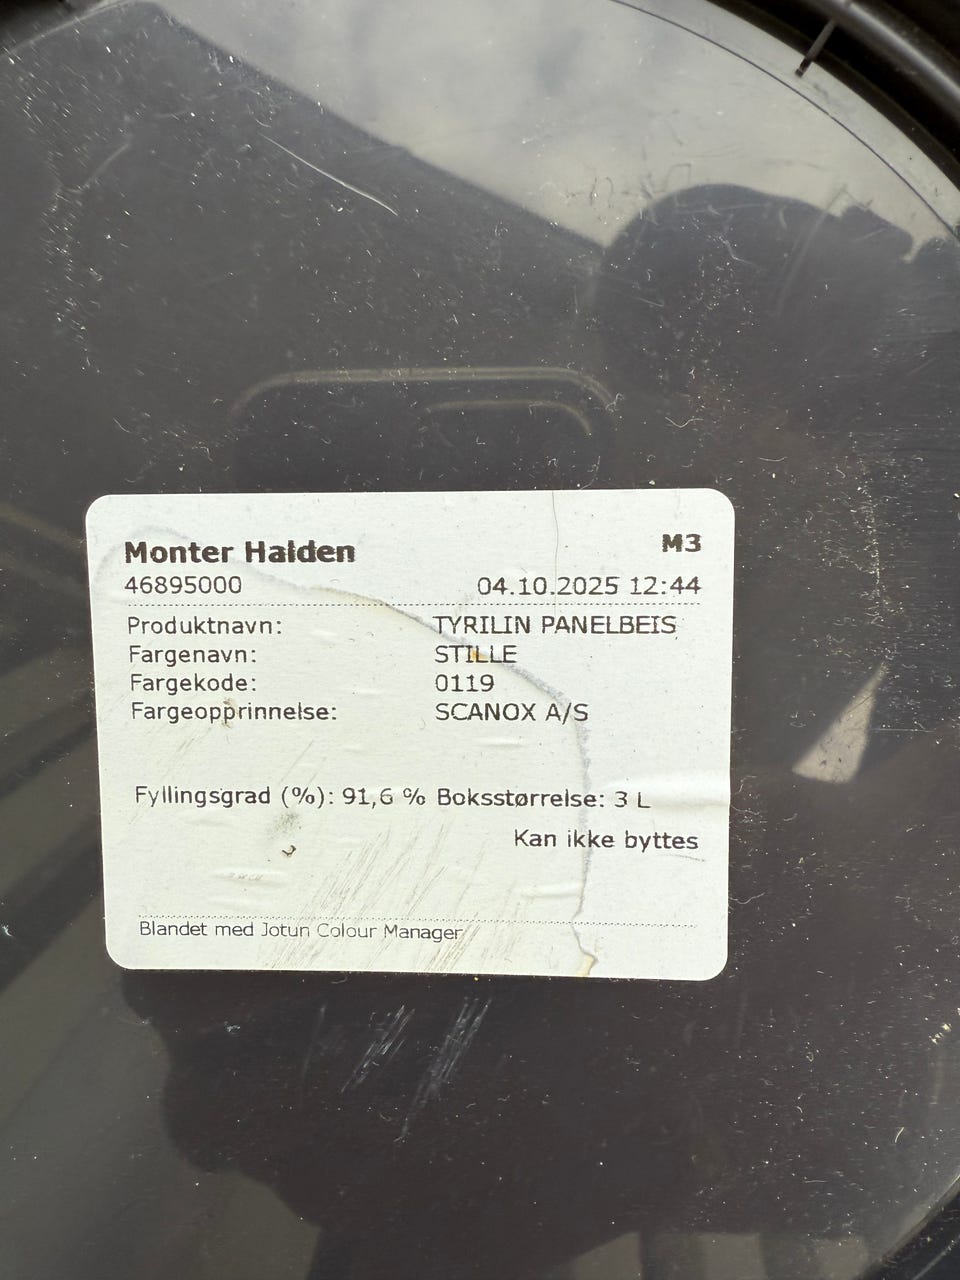 Monter Halden M3
46895000 04.10.2025 12:44
Produktnavn: TYRILIN PANELBEIS
Fargenavn: STILLE
Fargekode: 0119
Fargeopprinnelse: SCANOX A/S
Fyllingsgrad (%): 91,6 % Boksstørrelse: 3 L
Kan ikke byttes
Blandet med Jotun Colour Manager